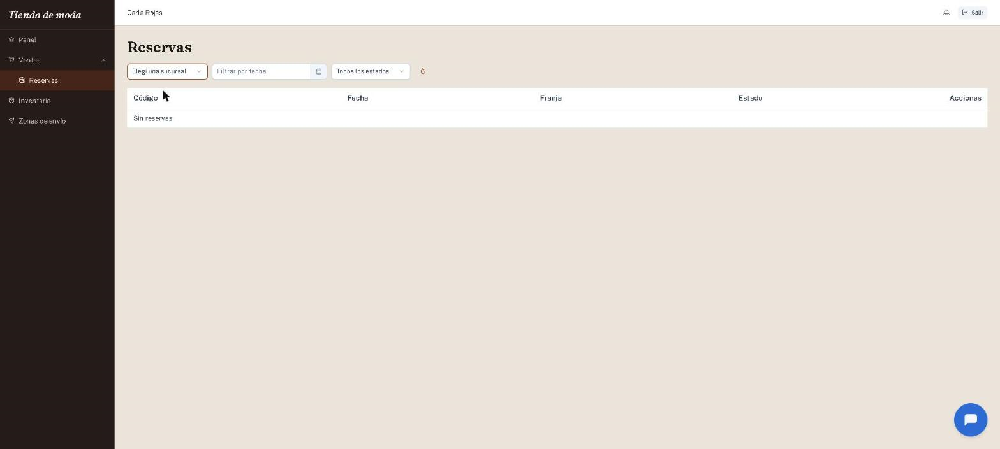 Tienda de moda
Carla Rojas
Salir
Panel
Ventas
Reservas
Inventario
Zonas de envío
Reservas
Elegí una sucursal
Filtrar por fecha
Todos los estados
Código Fecha Franja Estado Acciones
Sin reservas.